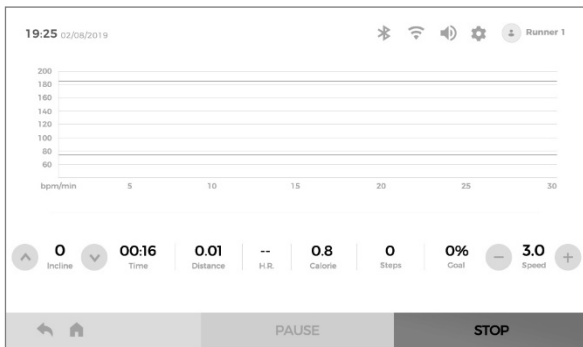 19:25 02/08/2019 Runner 1
200
180
160
140
120
100
80
60
bpm/min 5 10 15 20 25 30
0 00:16 0.01 -- 0.8 0 0% 3.0
Incline Time Distance H.R. Calorie Steps Goal Speed
PAUSE STOP